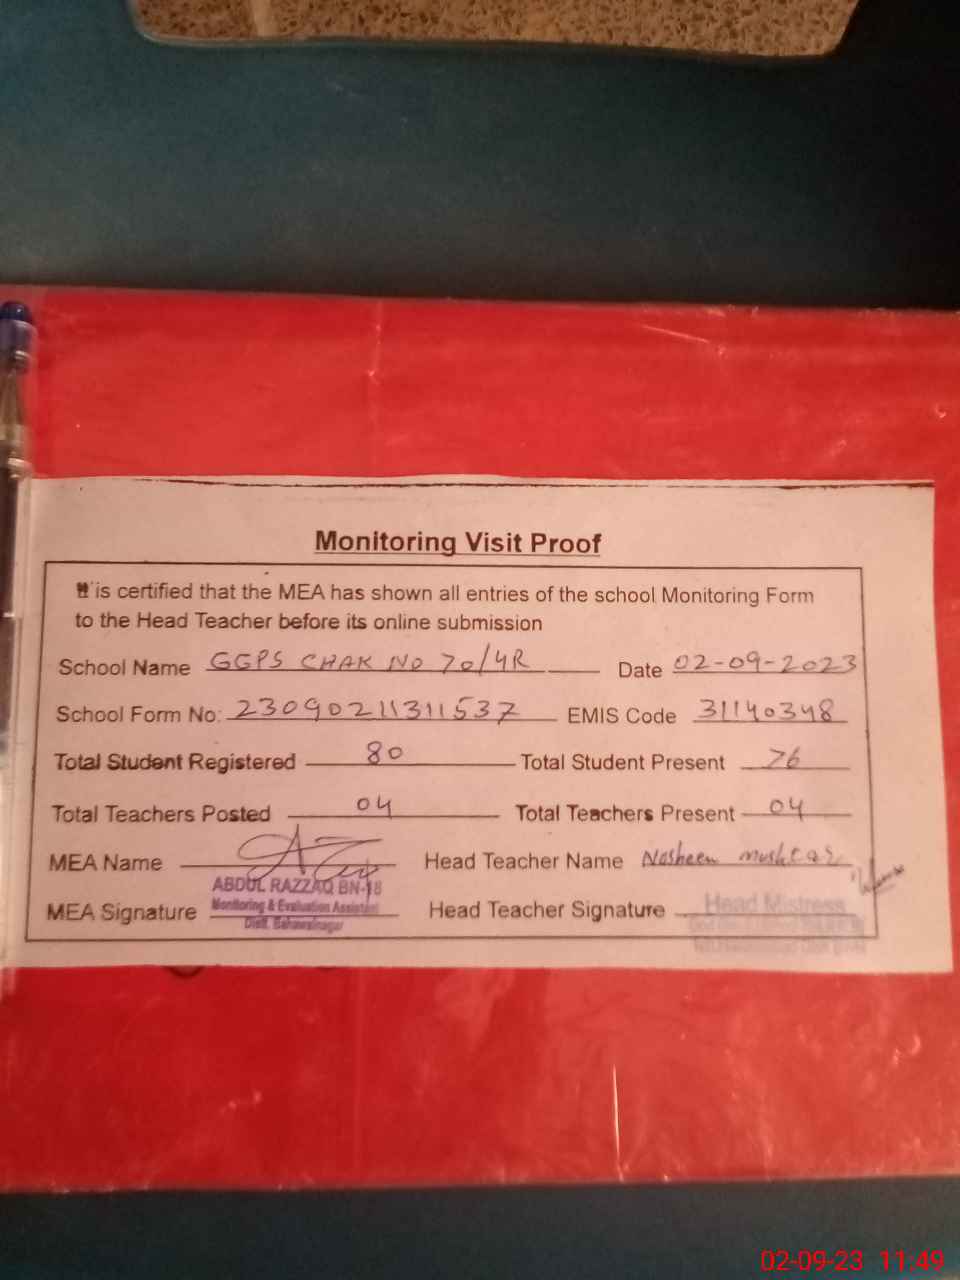 Monitoring Visit Proof
It is certified that the MEA has shown all entries of the school Monitoring Form
to the Head Teacher before its online submission
School Name GGPS CHAK NO 70/4R Date 02-09-2023
School Form No: 23090211311537 EMIS Code 31140348
Total Student Registered 80 Total Student Present 76
Total Teachers Posted 04 Total Teachers Present 04
MEA Name Head Teacher Name Nosheen mushtaq
ABDUL RAZZAQ BN-18
MEA Signature Monitoring & Evaluation Assistant Head Teacher Signature Head Mistress
Distt. Bahawalnagar
02-09-23 11:49